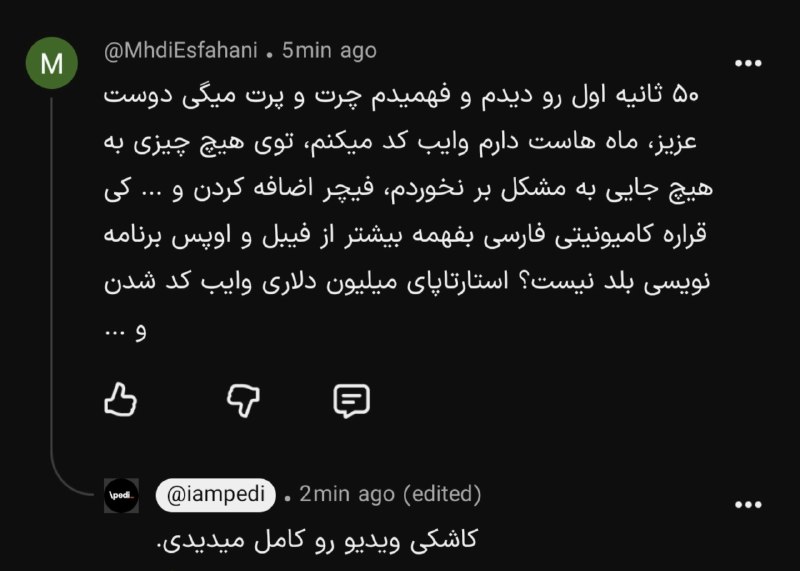 M
@MhdiEsfahani . 5min ago
۵۰ ثانیه اول رو دیدم و فهمیدم چرت و پرت میگی دوست
عزیز، ماه هاست دارم وایب کد میکنم، توی هیچ چیزی به
هیچ جایی به مشکل بر نخوردم، فیچر اضافه کردن و ... کی
قراره کامیونیتی فارسی بفهمه بیشتر از فیبل و اوپس برنامه
نویسی بلد نیست؟ استارتاپای میلیون دلاری وایب کد شدن
و ...
\pedi_
@iampedi . 2min ago (edited)
کاشکی ویدیو رو کامل میدیدی.